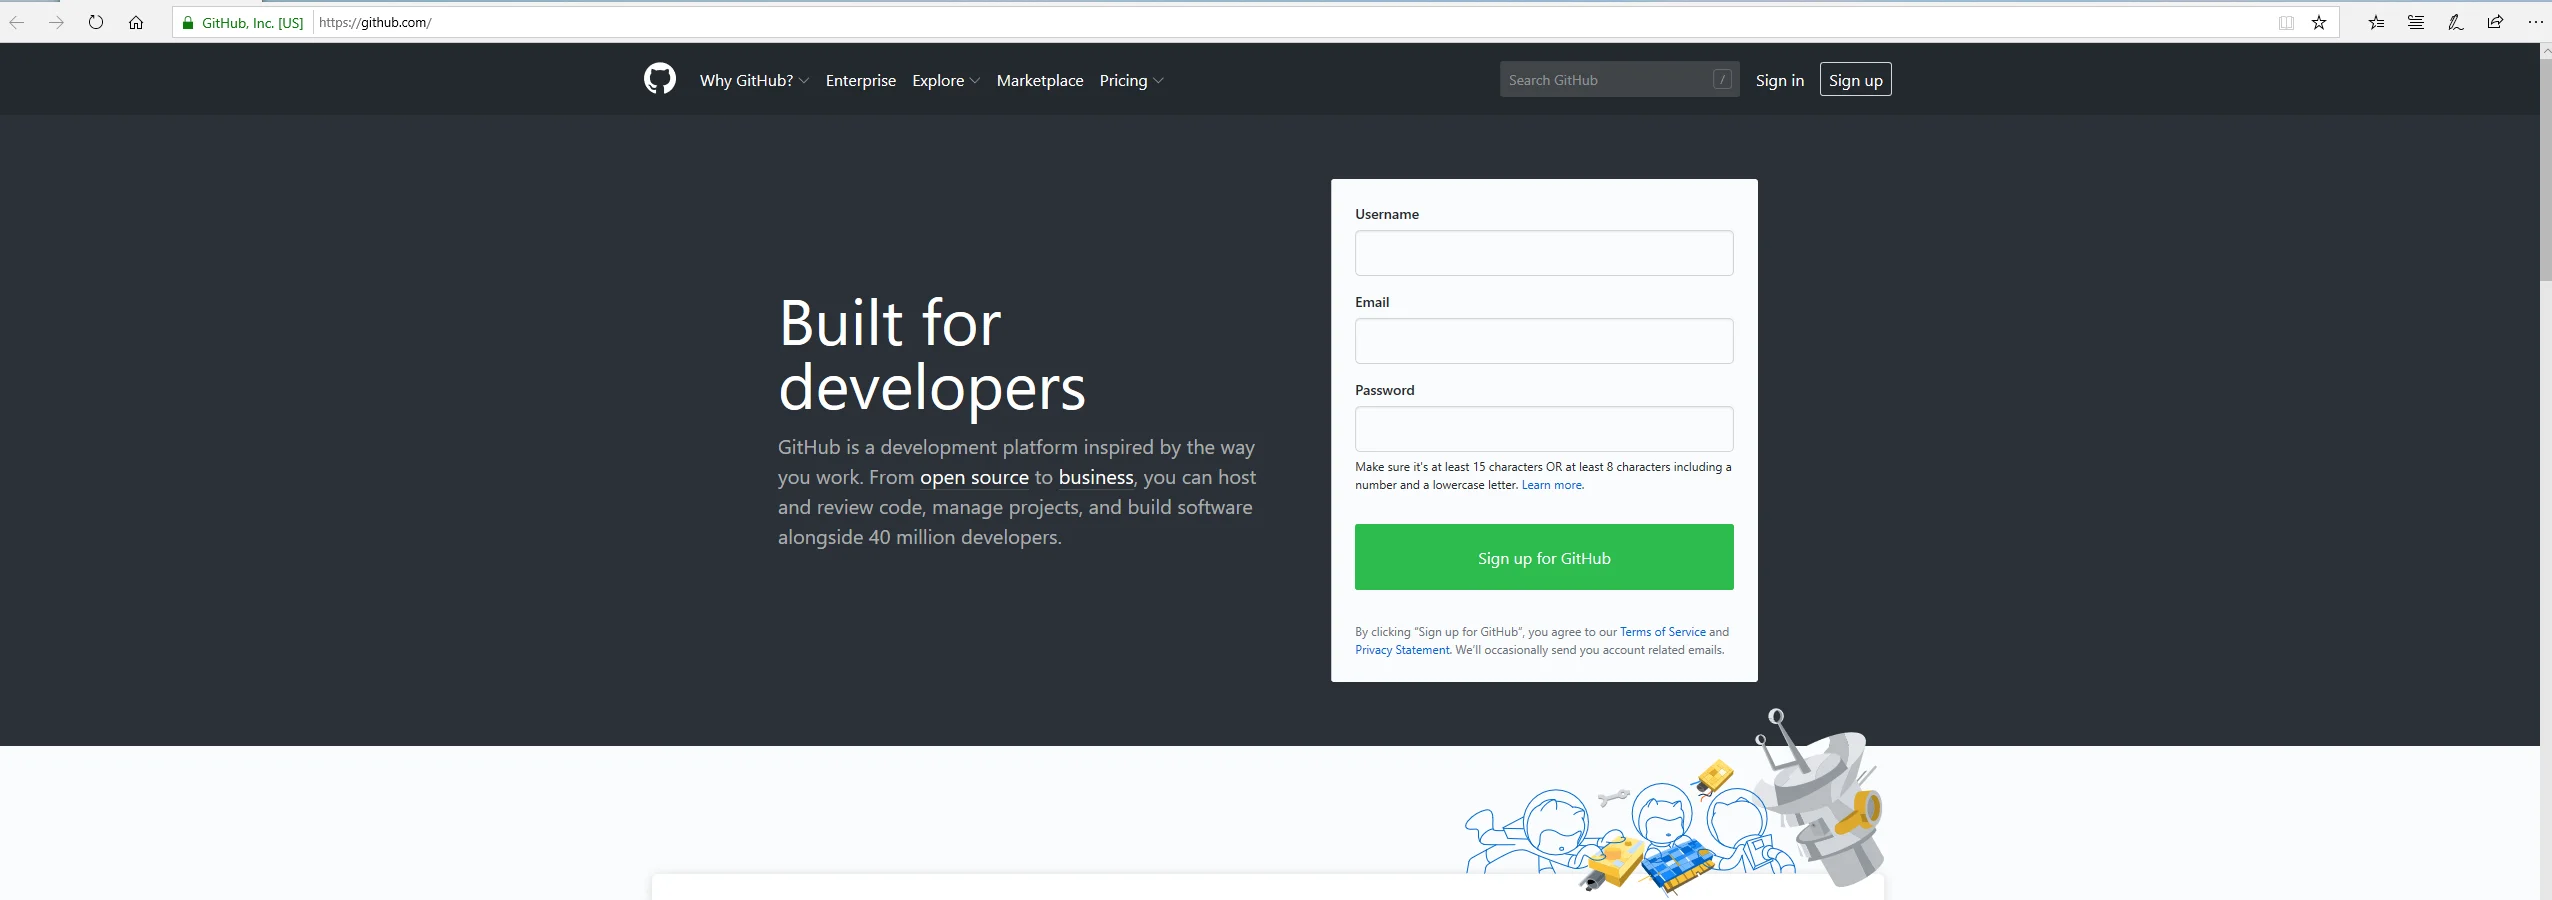 GitHub, Inc. [US] https://github.com/
Why GitHub? Enterprise Explore Marketplace Pricing Search GitHub / Sign in Sign up
Built for
developers
GitHub is a development platform inspired by the way
you work. From open source to business, you can host
and review code, manage projects, and build software
alongside 40 million developers.
Username
Email
Password
Make sure it's at least 15 characters OR at least 8 characters including a
number and a lowercase letter. Learn more.
Sign up for GitHub
By clicking “Sign up for GitHub”, you agree to our Terms of Service and
Privacy Statement. We’ll occasionally send you account related emails.